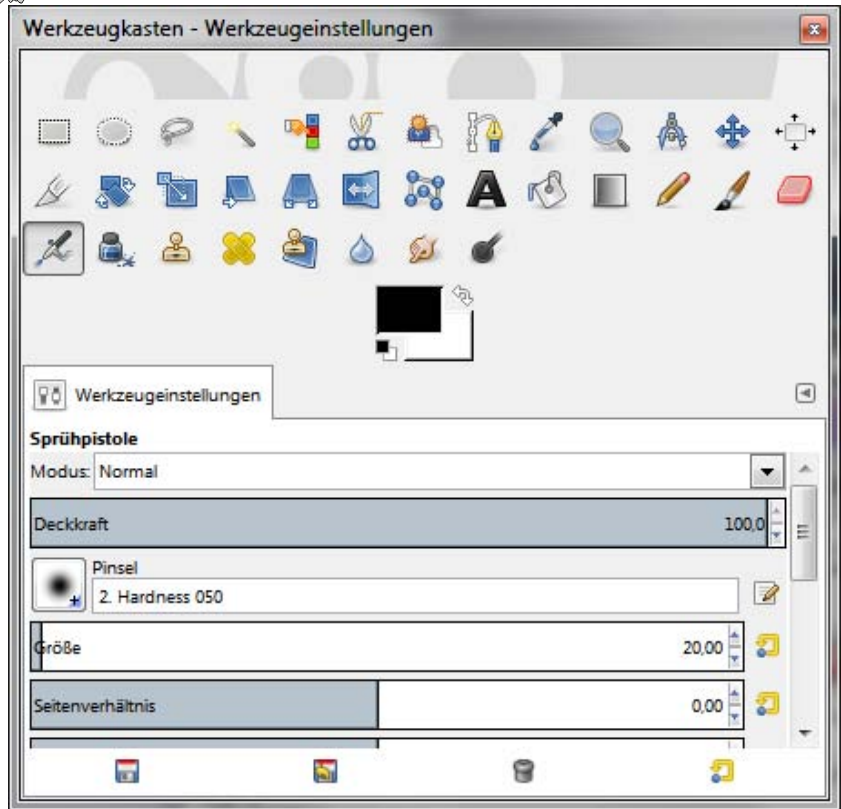 Werkzeugkasten - Werkzeugeinstellungen
Werkzeugeinstellungen
Sprühpistole
Modus: Normal
Deckkraft 100,0
Pinsel
2. Hardness 050
Größe 20,00
Seitenverhältnis 0,00